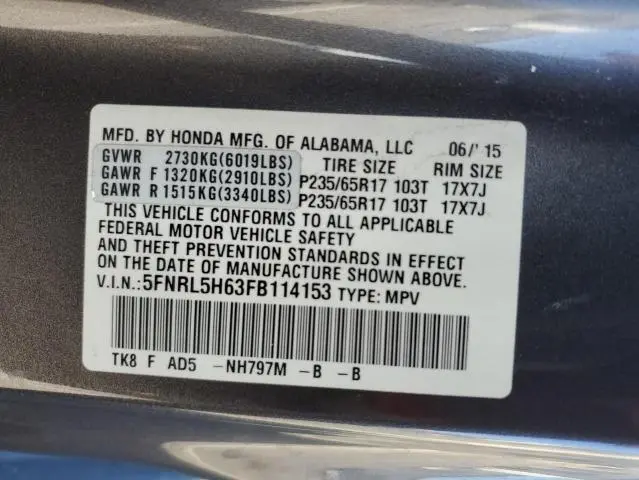 MFD. BY HONDA MFG. OF ALABAMA, LLC 06/'15
GVWR 2730KG(6019LBS) TIRE SIZE RIM SIZE
GAWR F 1320KG(2910LBS) P235/65R17 103T 17X7J
GAWR R 1515KG(3340LBS) P235/65R17 103T 17X7J
THIS VEHICLE CONFORMS TO ALL APPLICABLE
FEDERAL MOTOR VEHICLE SAFETY
AND THEFT PREVENTION STANDARDS IN EFFECT
ON THE DATE OF MANUFACTURE SHOWN ABOVE.
V.I.N.:5FNRL5H63FB114153 TYPE: MPV
TK8 F AD5 -NH797M -B -B